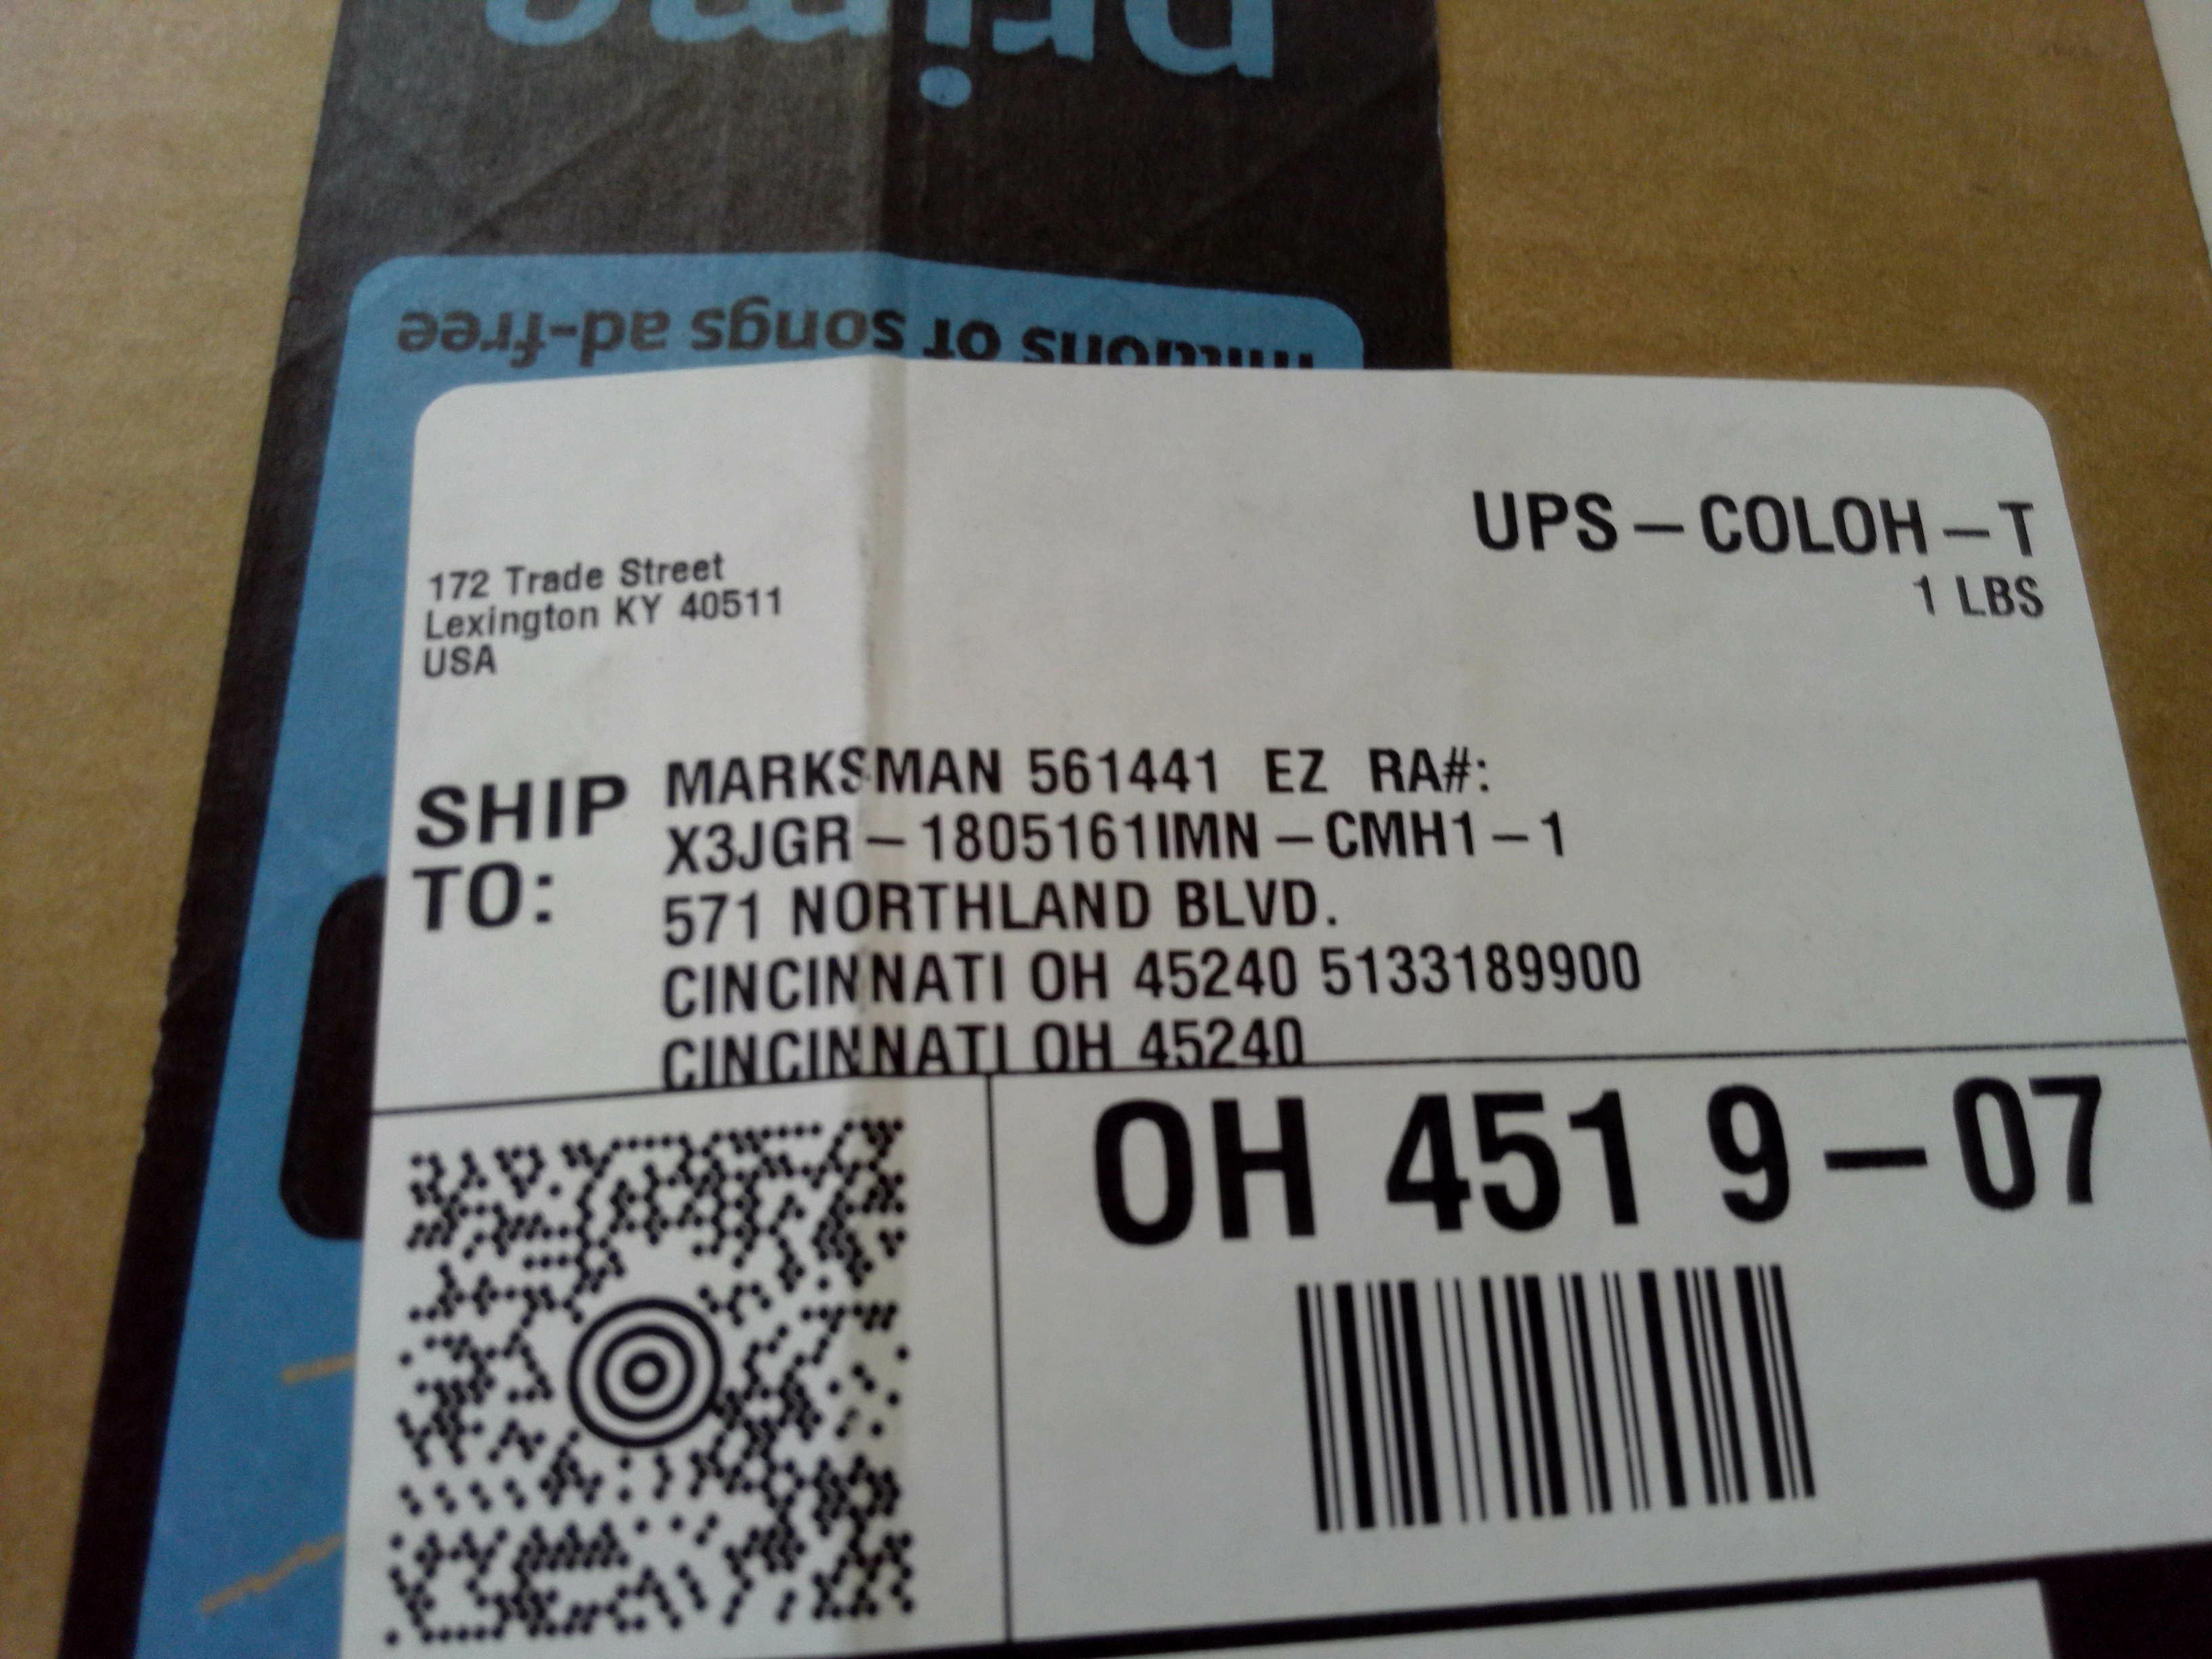 prime
millions of songs ad-free
UPS-COLOH-T
1 LBS
172 Trade Street
Lexington KY 40511
USA
SHIP TO:
MARKSMAN 561441 EZ RA#:
X3JGR-1805161IMN-CMH1-1
571 NORTHLAND BLVD.
CINCINNATI OH 45240 5133189900
CINCINNATI OH 45240
OH 451 9-07